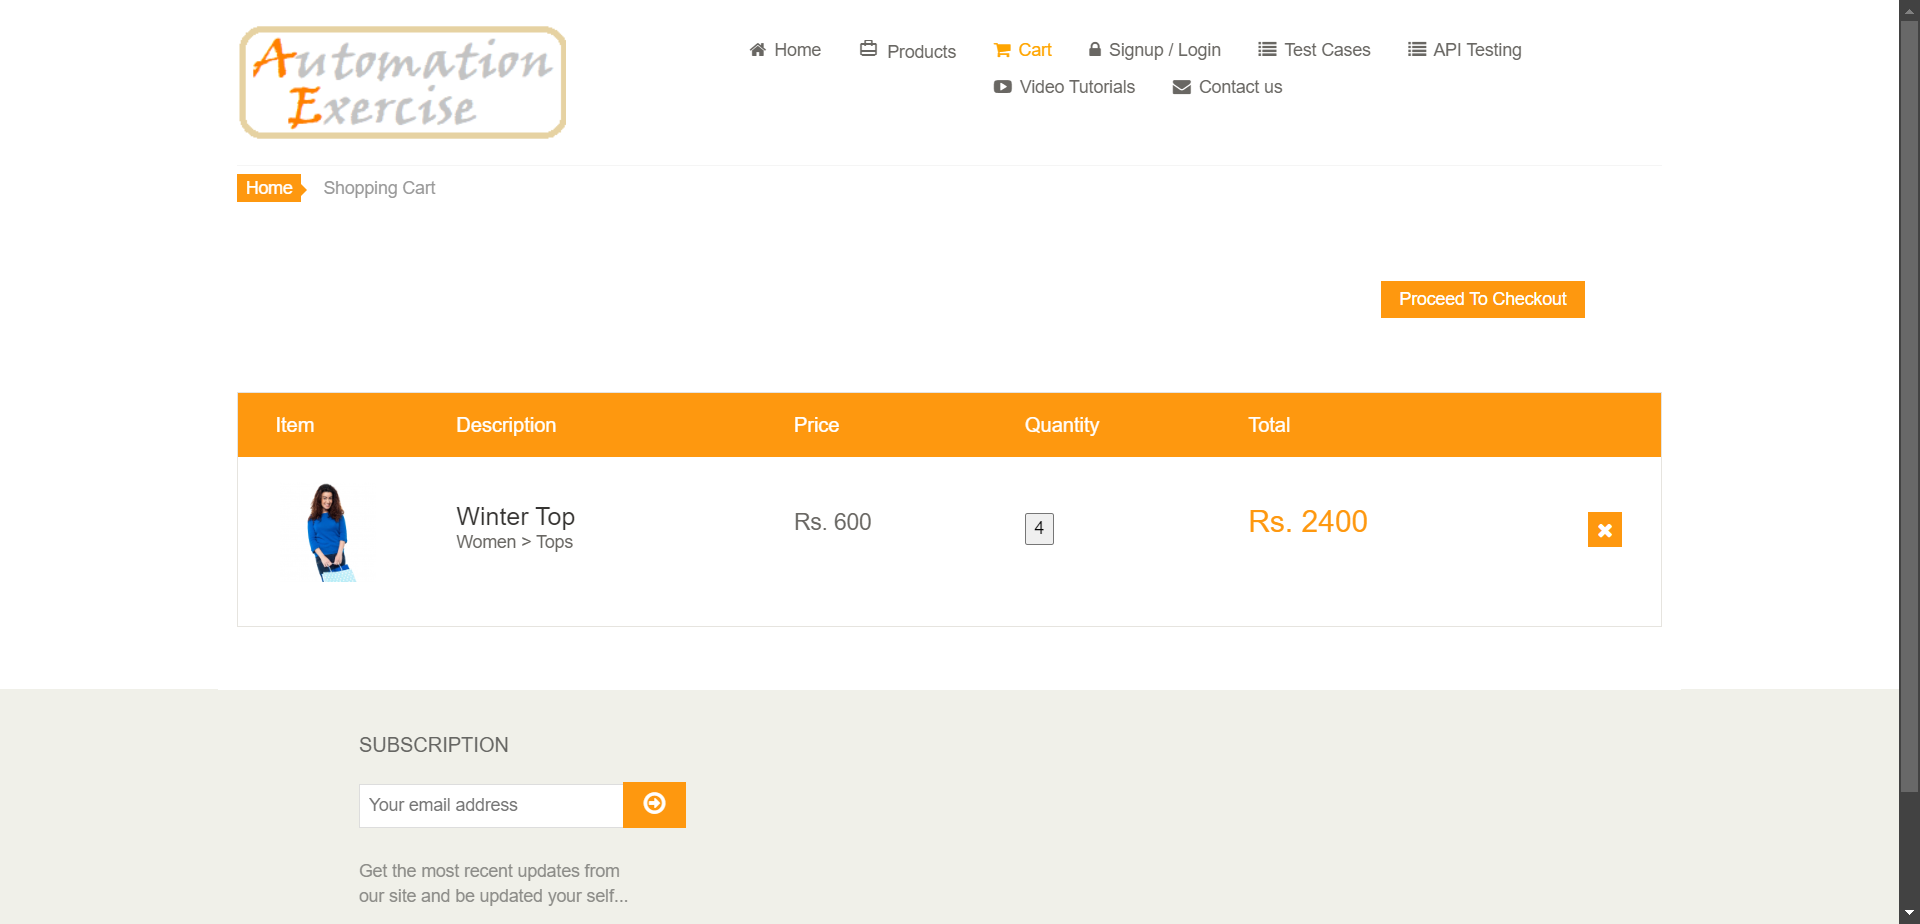 Automation
Exercise
Home
Products
Cart
Signup / Login
Test Cases
API Testing
Video Tutorials
Contact us
Home
Shopping Cart
Proceed To Checkout
Item Description Price Quantity Total
Winter Top
Women > Tops
Rs. 600
4
Rs. 2400
SUBSCRIPTION
Your email address
Get the most recent updates from
our site and be updated your self...